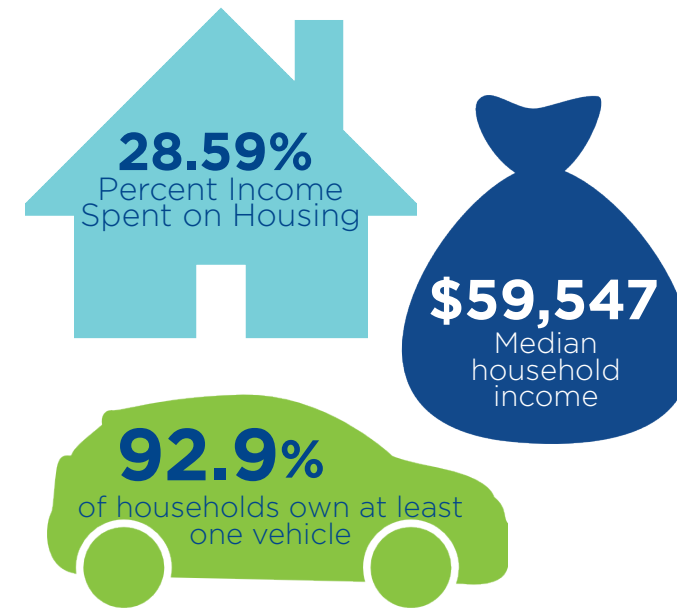 28.59%
Percent Income
Spent on Housing
$59,547
Median
household
income
92.9%
of households own at least
one vehicle